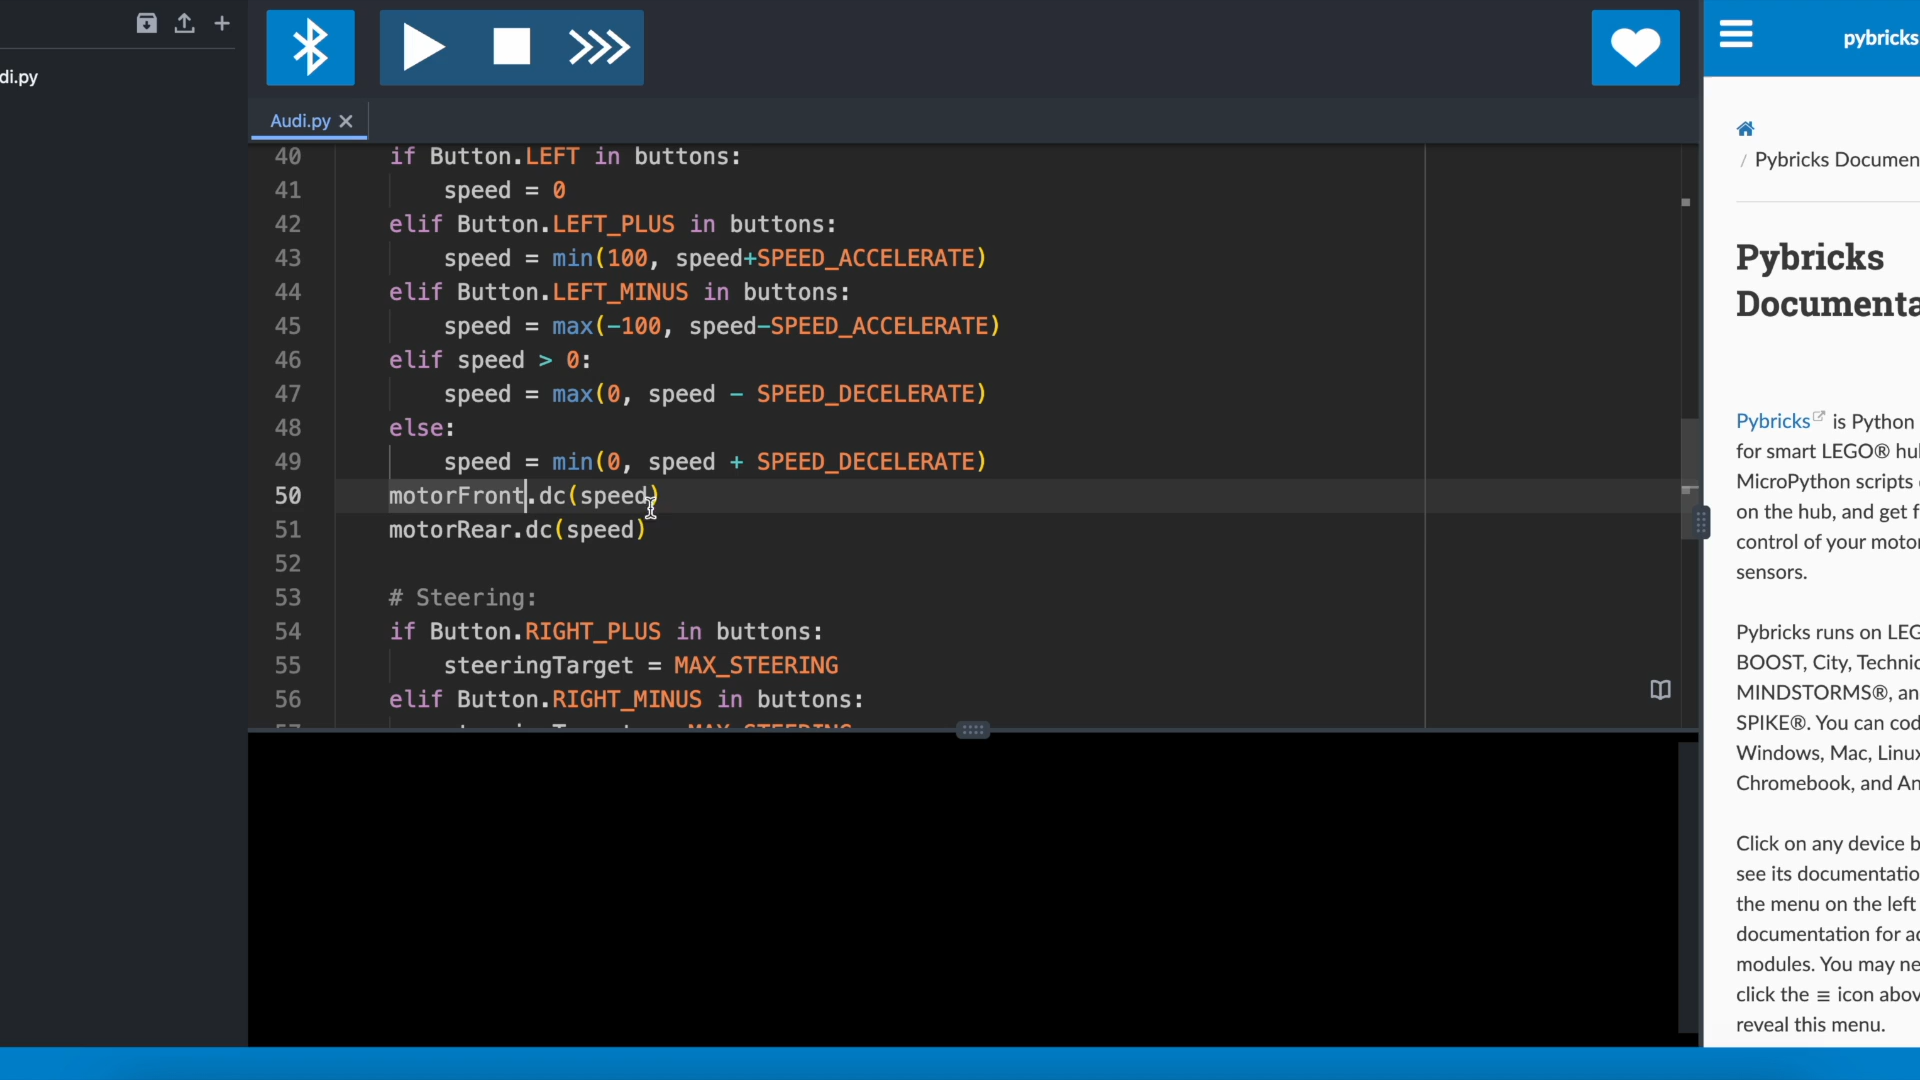 di.py
Audi.py
40 if Button.LEFT in buttons:
41 speed = 0
42 elif Button.LEFT_PLUS in buttons:
43 speed = min(100, speed+SPEED_ACCELERATE)
44 elif Button.LEFT_MINUS in buttons:
45 speed = max(-100, speed-SPEED_ACCELERATE)
46 elif speed > 0:
47 speed = max(0, speed - SPEED_DECELERATE)
48 else:
49 speed = min(0, speed + SPEED_DECELERATE)
50 motorFront.dc(speed)
51 motorRear.dc(speed)
52
53 # Steering:
54 if Button.RIGHT_PLUS in buttons:
55 steeringTarget = MAX_STEERING
56 elif Button.RIGHT_MINUS in buttons:
pybricks
/ Pybricks Documen
Pybricks
Documenta
Pybricks is Python
for smart LEGO® hu
MicroPython scripts
on the hub, and get f
control of your motor
sensors.
Pybricks runs on LEG
BOOST, City, Technic
MINDSTORMS®, an
SPIKE®. You can cod
Windows, Mac, Linux
Chromebook, and An
Click on any device b
see its documentatio
the menu on the left
documentation for ad
modules. You may ne
click the ≡ icon abov
reveal this menu.